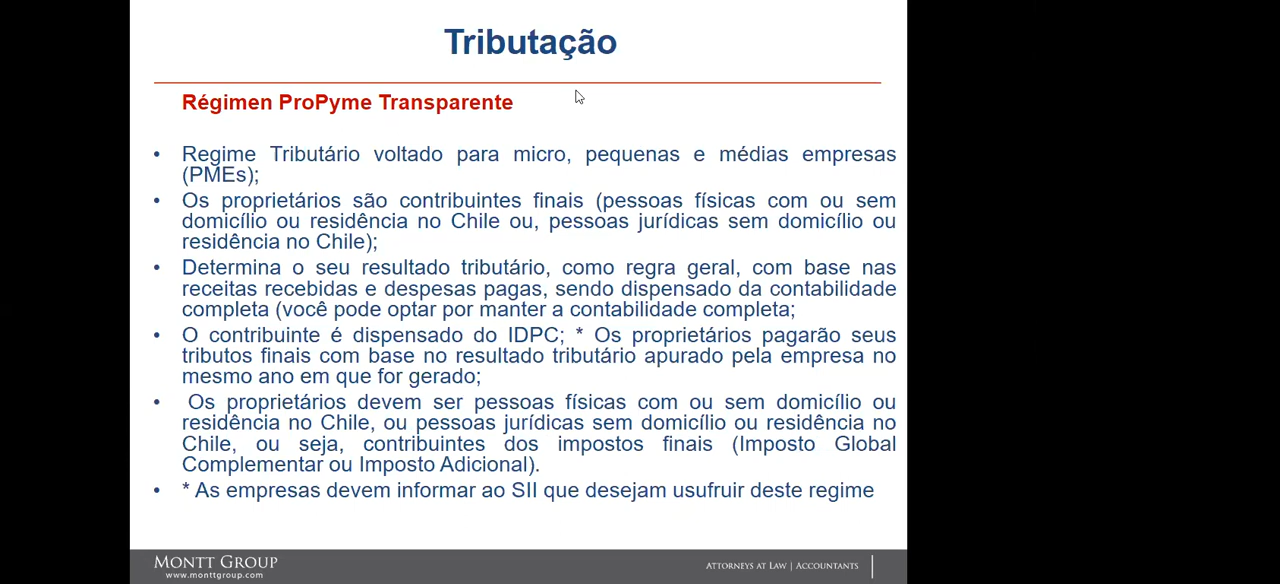 Tributação
Régimen ProPyme Transparente
• Regime Tributário voltado para micro, pequenas e médias empresas
(PMEs);
• Os proprietários são contribuintes finais (pessoas físicas com ou sem
domicílio ou residência no Chile ou, pessoas jurídicas sem domicílio ou
residência no Chile);
• Determina o seu resultado tributário, como regra geral, com base nas
receitas recebidas e despesas pagas, sendo dispensado da contabilidade
completa (você pode optar por manter a contabilidade completa;
• O contribuinte é dispensado do IDPC; * Os proprietários pagarão seus
tributos finais com base no resultado tributário apurado pela empresa no
mesmo ano em que for gerado;
• Os proprietários devem ser pessoas físicas com ou sem domicílio ou
residência no Chile, ou pessoas jurídicas sem domicílio ou residência no
Chile, ou seja, contribuintes dos impostos finais (Imposto Global
Complementar ou Imposto Adicional).
• * As empresas devem informar ao SII que desejam usufruir deste regime
MONTT GROUP
www.monttgroup.com
ATTORNEYS AT LAW | ACCOUNTANTS